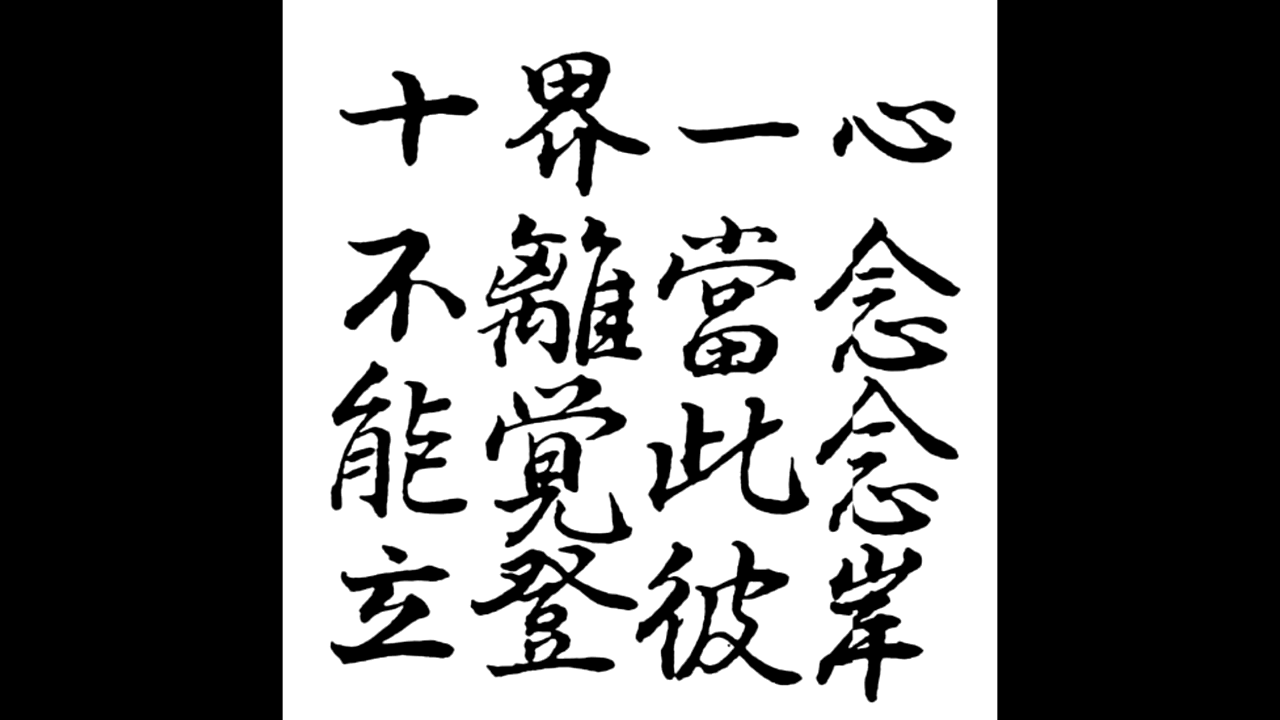 十界一心
不離當念
能覚此念
立登彼岸